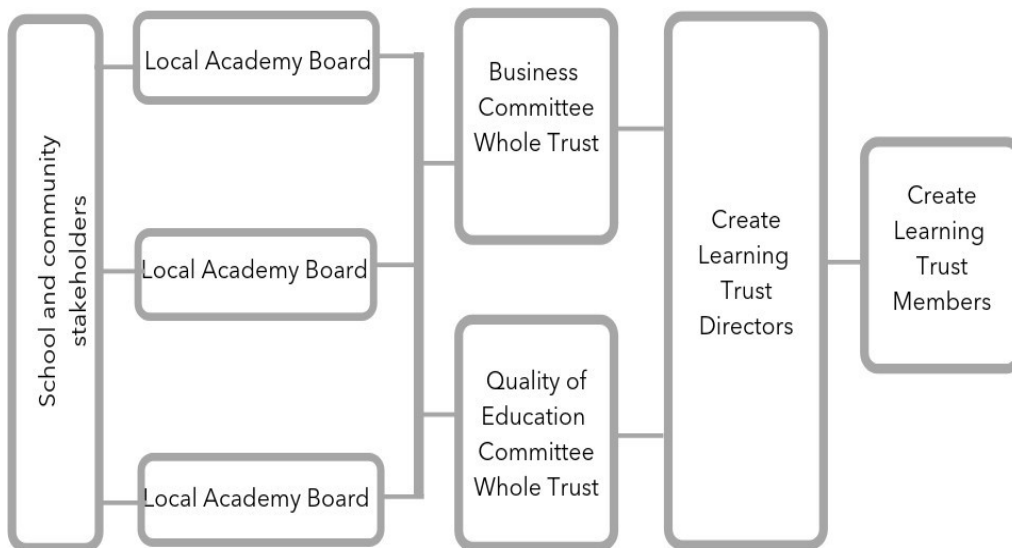 School and community
stakeholders
Local Academy Board
Local Academy Board
Local Academy Board
Business
Committee
Whole Trust
Quality of
Education
Committee
Whole Trust
Create
Learning
Trust
Directors
Create
Learning
Trust
Members